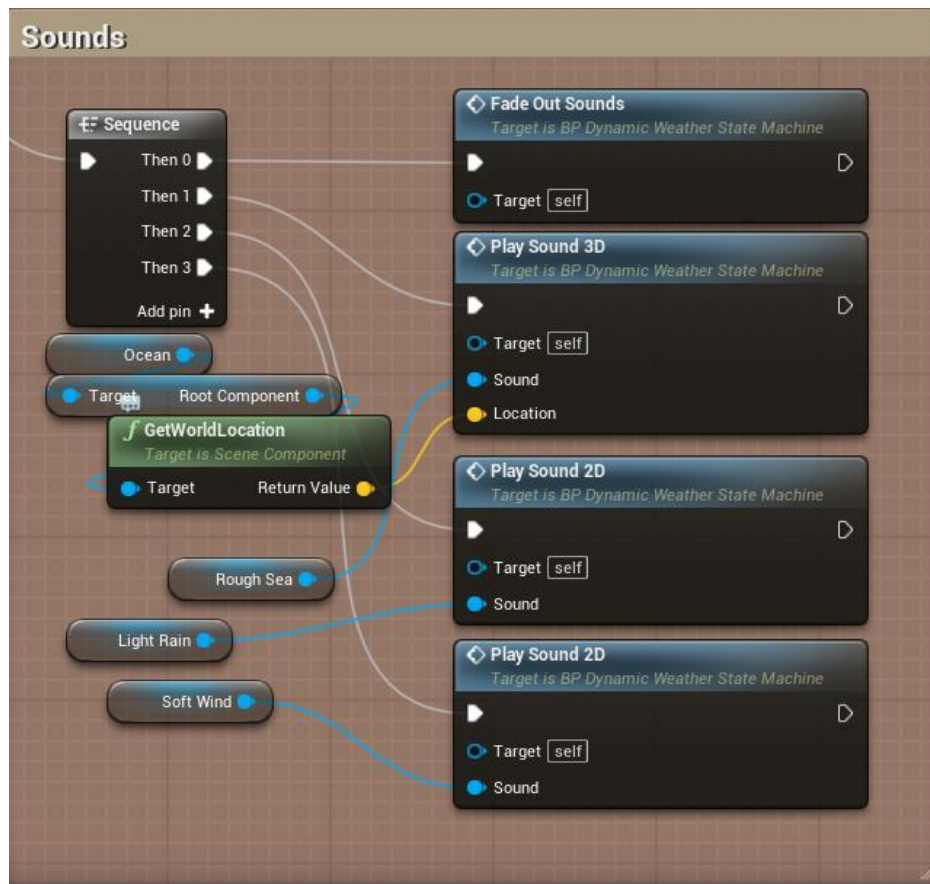 Sounds
Sequence
Then 0
Then 1
Then 2
Then 3
Add pin
Ocean
Target Root Component
GetWorldLocation
Target is Scene Component
Target Return Value
Rough Sea
Light Rain
Soft Wind
Fade Out Sounds
Target is BP Dynamic Weather State Machine
Target self
Play Sound 3D
Target is BP Dynamic Weather State Machine
Target self
Sound
Location
Play Sound 2D
Target is BP Dynamic Weather State Machine
Target self
Sound
Play Sound 2D
Target is BP Dynamic Weather State Machine
Target self
Sound